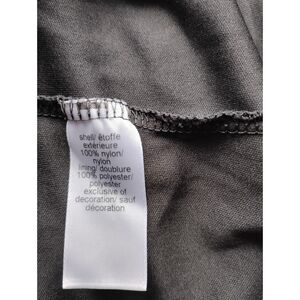 shell/ étoffe
extérieure
100% nylon/
nylon
lining/ doublure
100% polyester/
polyester
exclusive of
decoration/ sauf
décoration